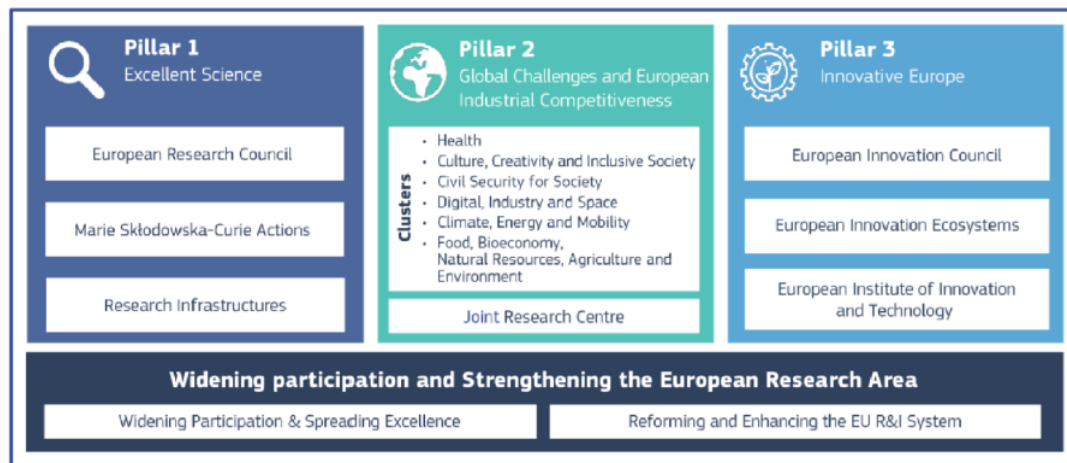 Pillar 1
Excellent Science
European Research Council
Marie Skłodowska-Curie Actions
Research Infrastructures
Pillar 2
Global Challenges and European
Industrial Competitiveness
Clusters
• Health
• Culture, Creativity and Inclusive Society
• Civil Security for Society
• Digital, Industry and Space
• Climate, Energy and Mobility
• Food, Bioeconomy,
Natural Resources, Agriculture and
Environment
Joint Research Centre
Pillar 3
Innovative Europe
European Innovation Council
European Innovation Ecosystems
European Institute of Innovation
and Technology
Widening participation and Strengthening the European Research Area
Widening Participation & Spreading Excellence
Reforming and Enhancing the EU R&I System